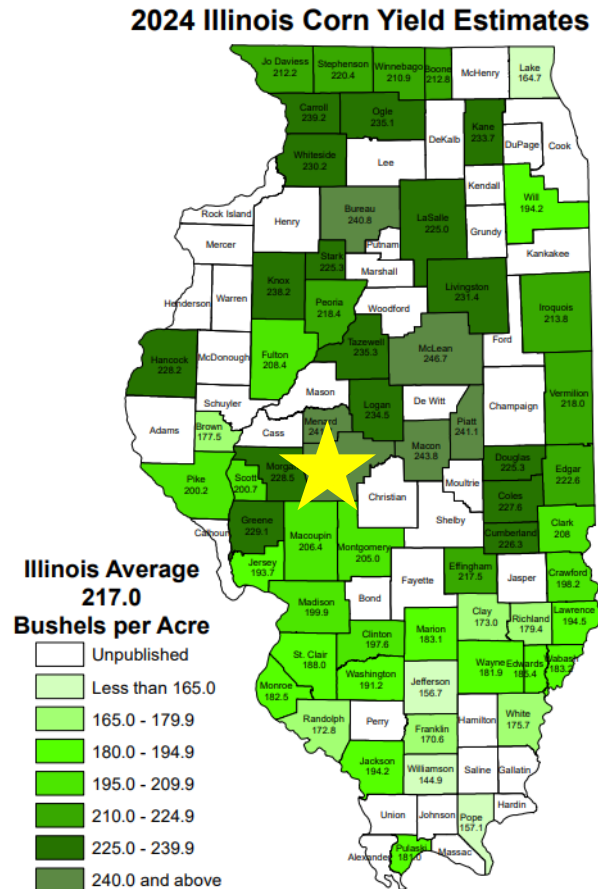 2024 Illinois Corn Yield Estimates
Jo Daviess
212.2
Stephenson
220.4
Winnebago
210.9
Boone
212.8
McHenry
Lake
164.7
Carroll
239.2
Ogle
235.1
DeKalb
Kane
233.7
DuPage
Cook
Whiteside
230.2
Lee
Kendall
Will
194.2
Rock Island
Henry
Bureau
240.8
LaSalle
225.0
Grundy
Mercer
Putnam
Kankakee
Stark
225.3
Marshall
Knox
236.2
Peoria
218.4
Livingston
231.4
Henderson
Warren
Woodford
Iroquois
213.8
Ford
Hancock
228.2
McDonough
Fulton
208.4
Tazewell
235.3
McLean
246.7
Mason
Schuyler
Logan
234.5
De Witt
Champaign
Vermilion
218.0
Adams
Brown
177.5
Cass
Menard
Piatt
241.1
Macon
243.8
Douglas
225.3
Edgar
222.6
Pike
200.2
Scott
200.7
228.5
Christian
Moultrie
Coles
227.6
Shelby
Calhoun
Greene
229.1
Macoupin
206.4
Montgomery
205.0
Cumberland
226.3
Clark
208
Jersey
193.7
Fayette
Effingham
217.5
Jasper
Crawford
198.2
Bond
Madison
199.9
Clay
173.0
Richland
179.4
Lawrence
194.5
Clinton
197.6
Marion
183.1
St. Clair
188.0
Wayne
181.9
Edwards
185.4
Wabash
183.2
Washington
191.2
Jefferson
156.7
Monroe
182.5
Randolph
172.8
Perry
Hamilton
White
175.7
Franklin
170.6
Jackson
194.2
Williamson
144.9
Saline
Gallatin
Union
Johnson
Pope
157.1
Hardin
Alexander
Pulaski
181.0
Massac
Illinois Average
217.0
Bushels per Acre
Unpublished
Less than 165.0
165.0 - 179.9
180.0 - 194.9
195.0 - 209.9
210.0 - 224.9
225.0 - 239.9
240.0 and above